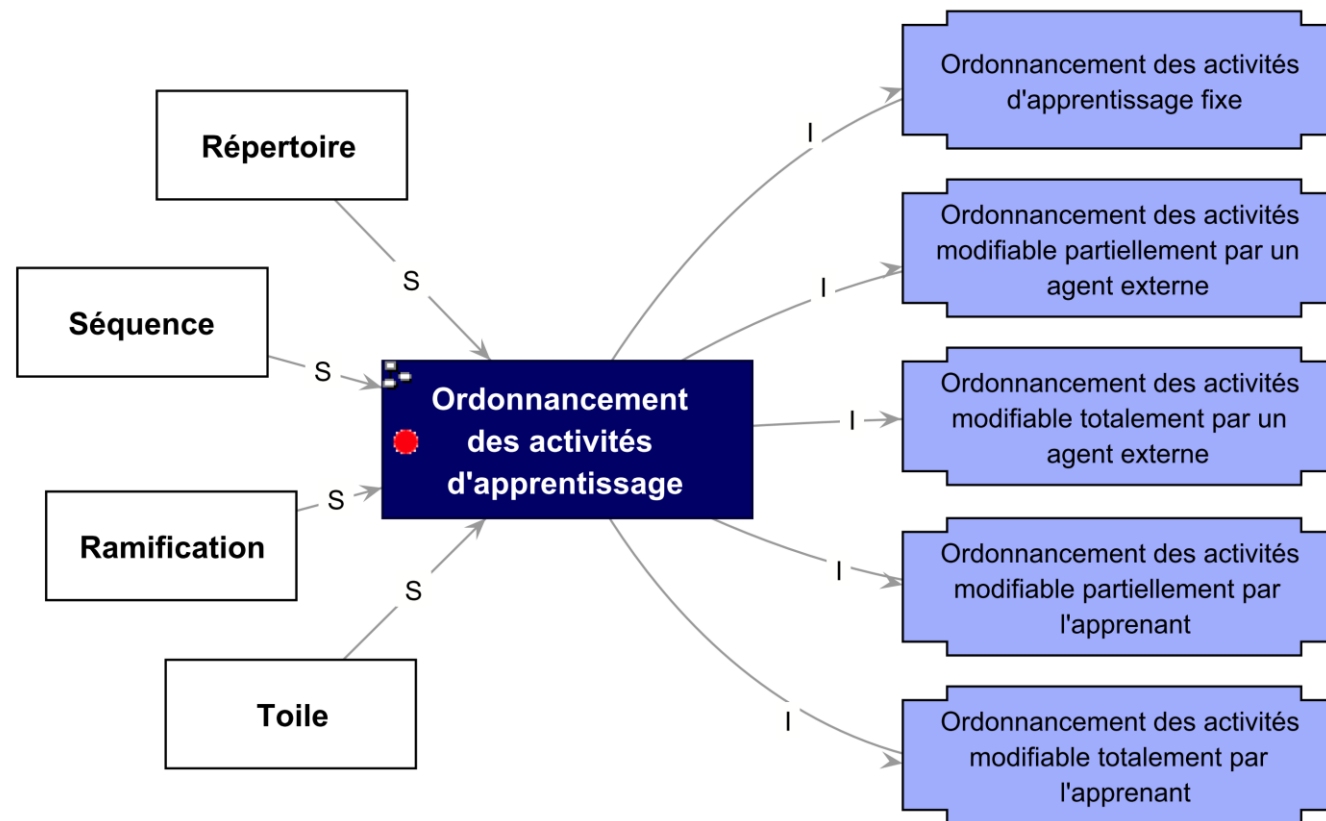 Répertoire
S
Séquence
S
Ramification
S
Toile
S
Ordonnancement
des activités
d'apprentissage
I
Ordonnancement des activités
d'apprentissage fixe
I
Ordonnancement des activités
modifiable partiellement par un
agent externe
I
Ordonnancement des activités
modifiable totalement par un
agent externe
I
Ordonnancement des activités
modifiable partiellement par
l'apprenant
I
Ordonnancement des activités
modifiable totalement par
l'apprenant